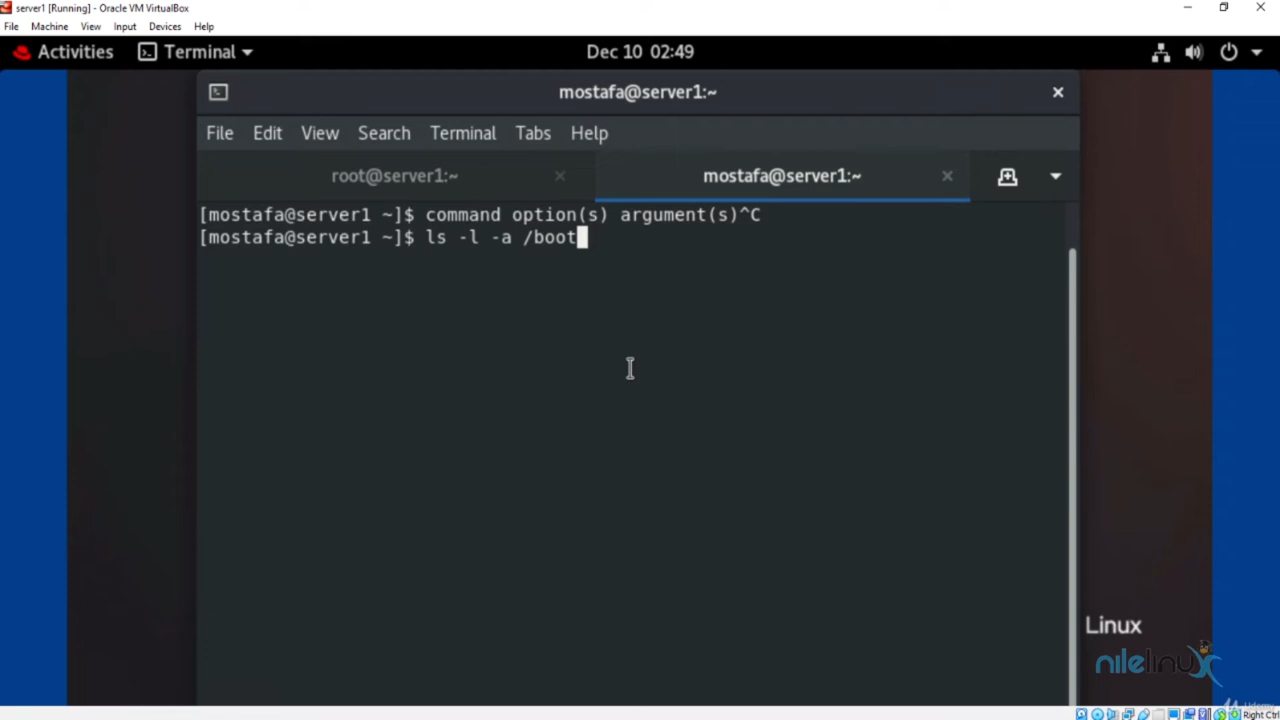 server1 [Running] - Oracle VM VirtualBox
File Machine View Input Devices Help
Activities Terminal Dec 10 02:49
mostafa@server1:~
File Edit View Search Terminal Tabs Help
root@server1:~ mostafa@server1:~
[mostafa@server1 ~]$ command option(s) argument(s)^C
[mostafa@server1 ~]$ ls -l -a /boot
Linux
nilelinux
Udemy
Right Ctrl